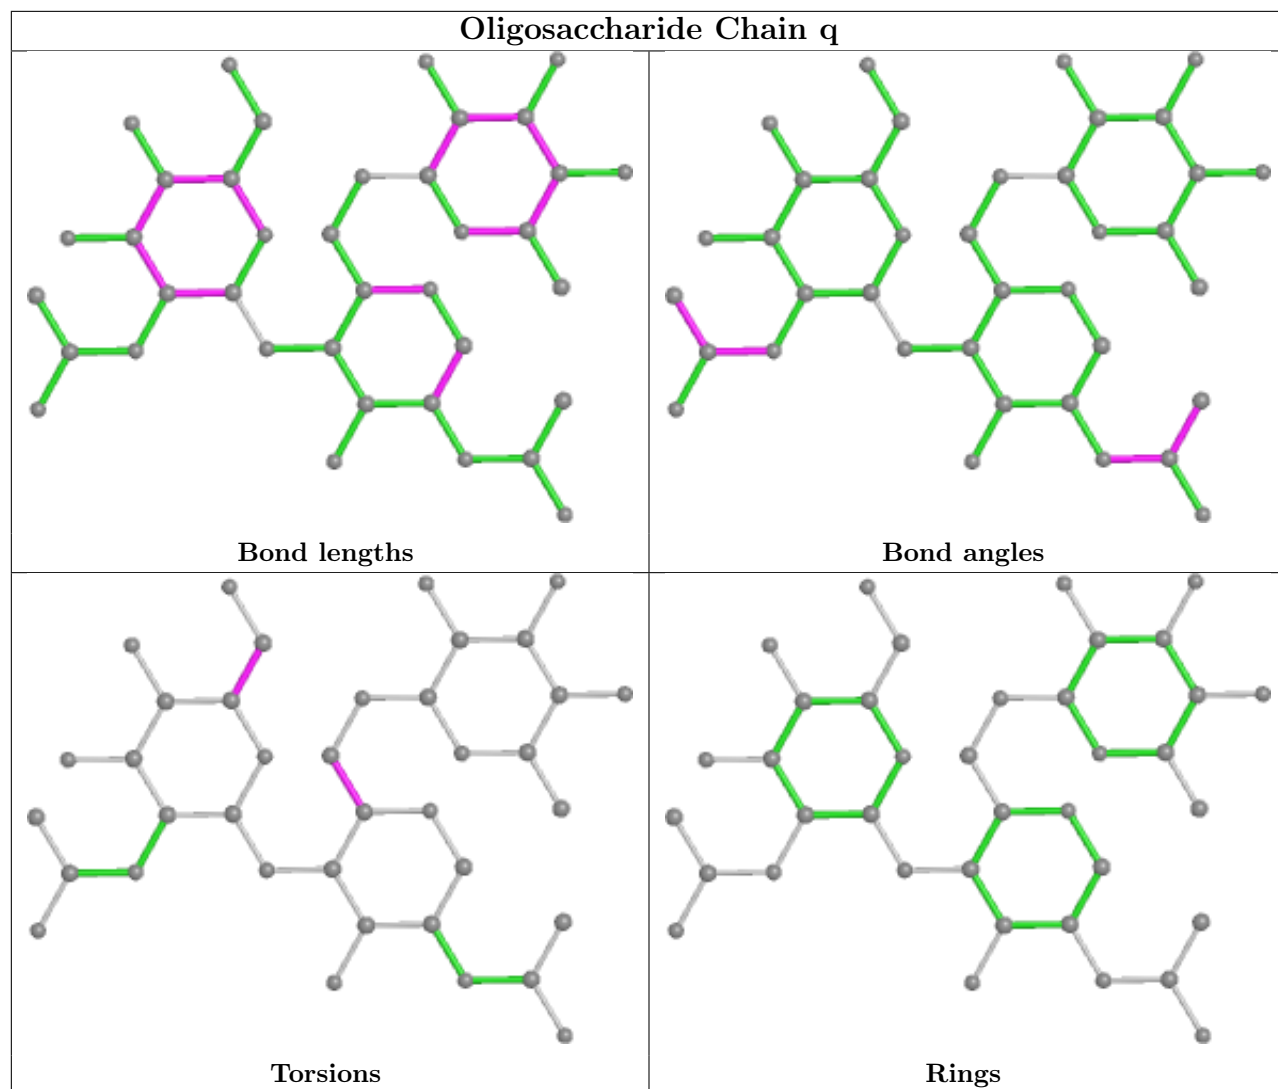 Oligosaccharide Chain q
Bond lengths
Bond angles
Torsions
Rings